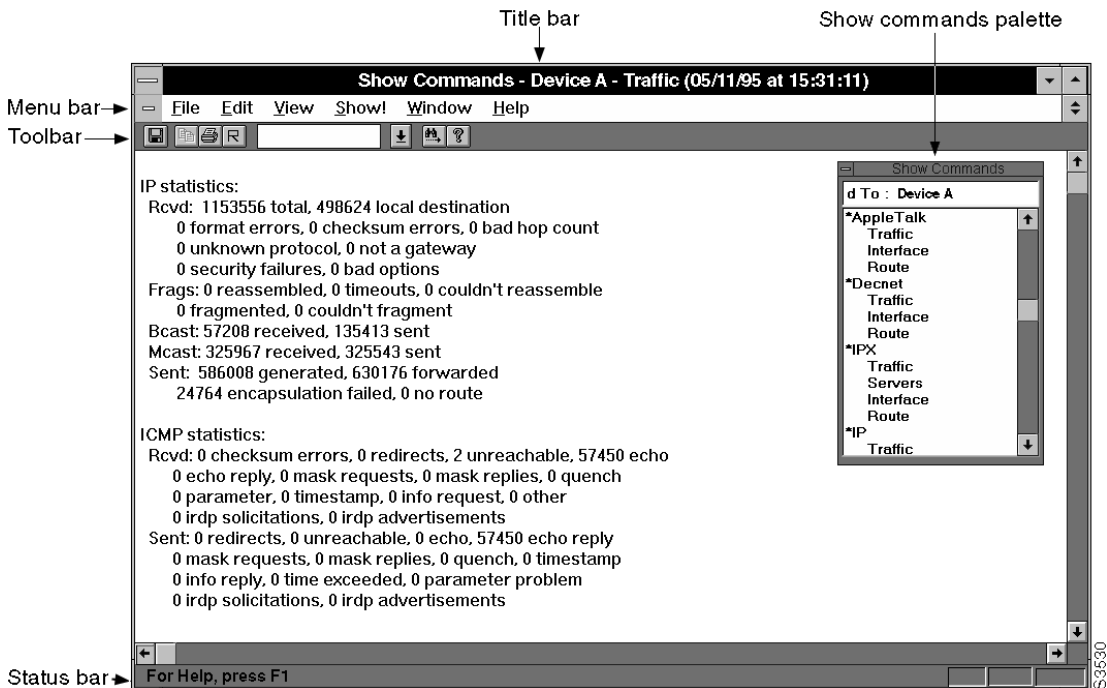 Title bar
Show commands palette
Show Commands - Device A - Traffic (05/11/95 at 15:31:11)
Menu bar
File Edit View Show! Window Help
Toolbar
R
?
IP statistics:
Rcvd: 1153556 total, 498624 local destination
0 format errors, 0 checksum errors, 0 bad hop count
0 unknown protocol, 0 not a gateway
0 security failures, 0 bad options
Frags: 0 reassembled, 0 timeouts, 0 couldn't reassemble
0 fragmented, 0 couldn't fragment
Bcast: 57208 received, 135413 sent
Mcast: 325967 received, 325543 sent
Sent: 586008 generated, 630176 forwarded
24764 encapsulation failed, 0 no route
ICMP statistics:
Rcvd: 0 checksum errors, 0 redirects, 2 unreachable, 57450 echo
0 echo reply, 0 mask requests, 0 mask replies, 0 quench
0 parameter, 0 timestamp, 0 info request, 0 other
0 irdp solicitations, 0 irdp advertisements
Sent: 0 redirects, 0 unreachable, 0 echo, 57450 echo reply
0 mask requests, 0 mask replies, 0 quench, 0 timestamp
0 info reply, 0 time exceeded, 0 parameter problem
0 irdp solicitations, 0 irdp advertisements
Show Commands
d To : Device A
*AppleTalk
Traffic
Interface
Route
*Decnet
Traffic
Interface
Route
*IPX
Traffic
Servers
Interface
Route
*IP
Traffic
Status bar
For Help, press F1
S3530